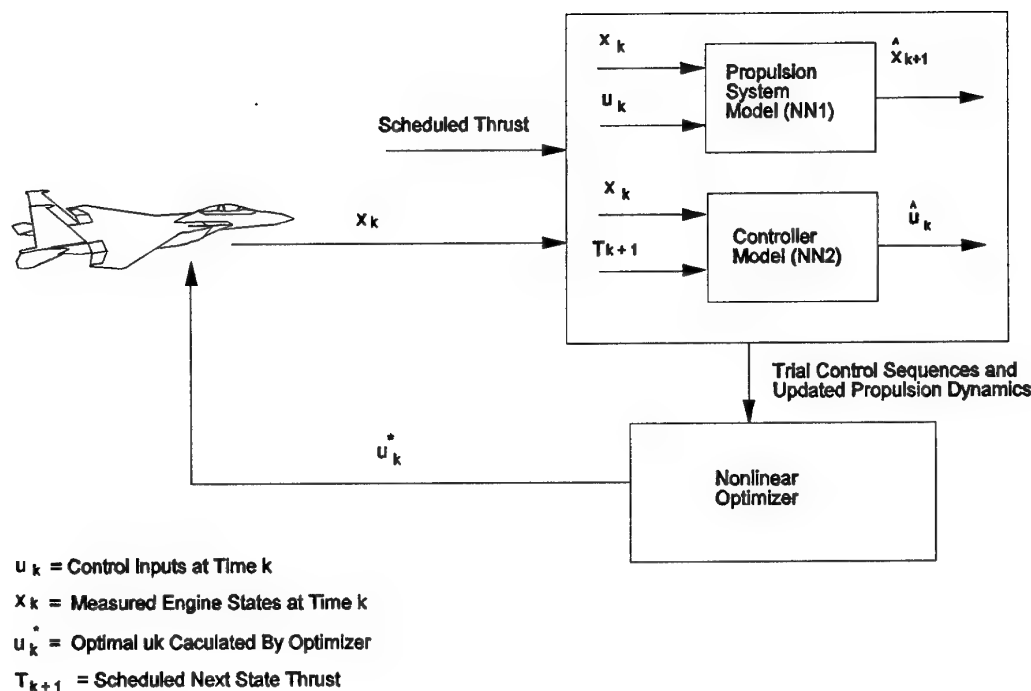 x k
u k
Propulsion
System
Model (NN1)
^x k+1
Scheduled Thrust
x k
x k
T k+1
Controller
Model (NN2)
^u k
Trial Control Sequences and
Updated Propulsion Dynamics
u*k
Nonlinear
Optimizer
u k = Control Inputs at Time k
x k = Measured Engine States at Time k
u*k = Optimal uk Caculated By Optimizer
T k+1 = Scheduled Next State Thrust